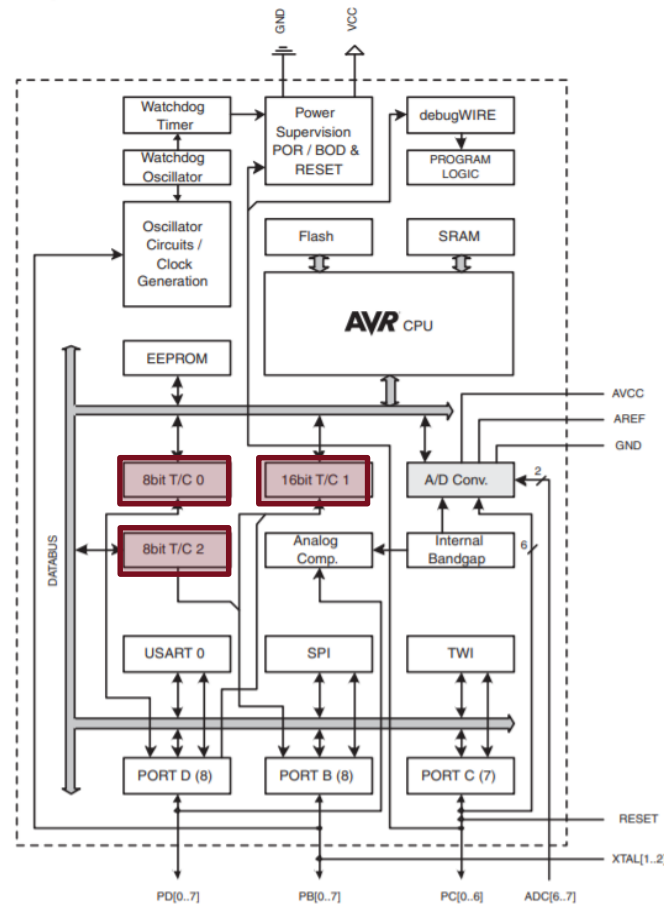 GND
VCC
Watchdog
Timer
Power
Supervision
POR / BOD &
RESET
debugWIRE
Watchdog
Oscillator
PROGRAM
LOGIC
Oscillator
Circuits /
Clock
Generation
Flash
SRAM
AVR CPU
EEPROM
AVCC
AREF
GND
8bit T/C 0
16bit T/C 1
A/D Conv.
2
8bit T/C 2
Analog
Comp.
Internal
Bandgap
6
DATABUS
USART 0
SPI
TWI
PORT D (8)
PORT B (8)
PORT C (7)
RESET
XTAL[1..2]
PD[0..7]
PB[0..7]
PC[0..6]
ADC[6..7]